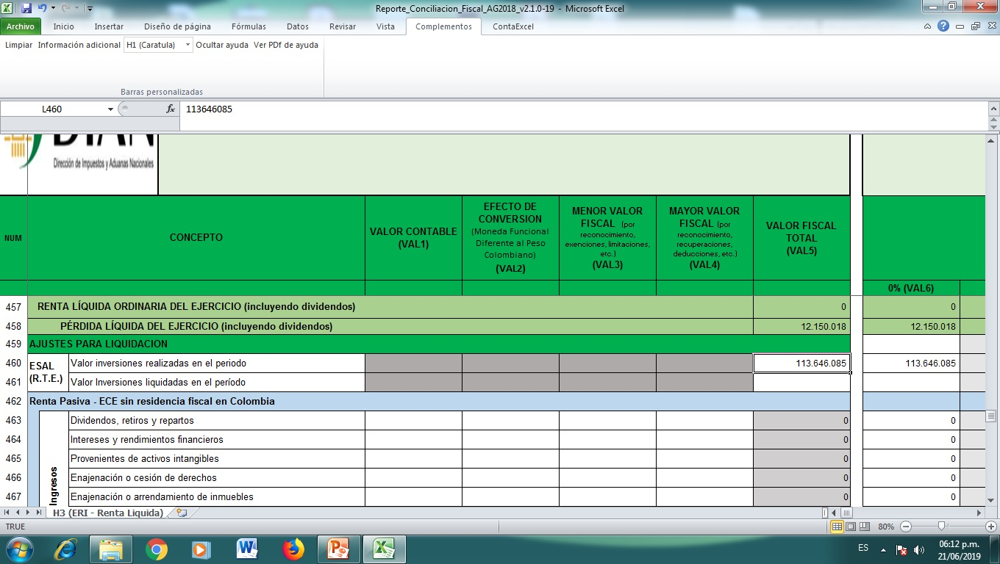 Reporte_Conciliacion_Fiscal_AG2018_v2.1.0-19 - Microsoft Excel
Archivo Inicio Insertar Diseño de página Fórmulas Datos Revisar Vista Complementos ContaExcel
Limpiar Información adicional H1 (Caratula) Ocultar ayuda Ver PDf de ayuda
Barras personalizadas
L460 fx 113646085
DIAN
Dirección de Impuestos y Aduanas Nacionales
NUM
CONCEPTO
VALOR CONTABLE
(VAL1)
EFECTO DE
CONVERSION
(Moneda Funcional
Diferente al Peso
Colombiano)
(VAL2)
MENOR VALOR
FISCAL (por
reconocimiento,
exenciones, limitaciones,
etc.)
(VAL3)
MAYOR VALOR
FISCAL (por
reconocimiento,
recuperaciones,
deducciones, etc.)
(VAL4)
VALOR FISCAL
TOTAL
(VAL5)
0% (VAL6)
457 RENTA LÍQUIDA ORDINARIA DEL EJERCICIO (incluyendo dividendos) 0 0
458 PÉRDIDA LÍQUIDA DEL EJERCICIO (incluyendo dividendos) 12.150.018 12.150.018
459 AJUSTES PARA LIQUIDACION
ESAL
(R.T.E.)
460 Valor inversiones realizadas en el periodo 113.646.085 113.646.085
461 Valor Inversiones liquidadas en el período
462 Renta Pasiva - ECE sin residencia fiscal en Colombia
Ingresos
463 Dividendos, retiros y repartos 0 0
464 Intereses y rendimientos financieros 0 0
465 Provenientes de activos intangibles 0 0
466 Enajenación o cesión de derechos 0 0
467 Enajenación o arrendamiento de inmuebles 0 0
H3 (ERI - Renta Liquida)
TRUE 80%
ES 06:12 p.m.
21/06/2019